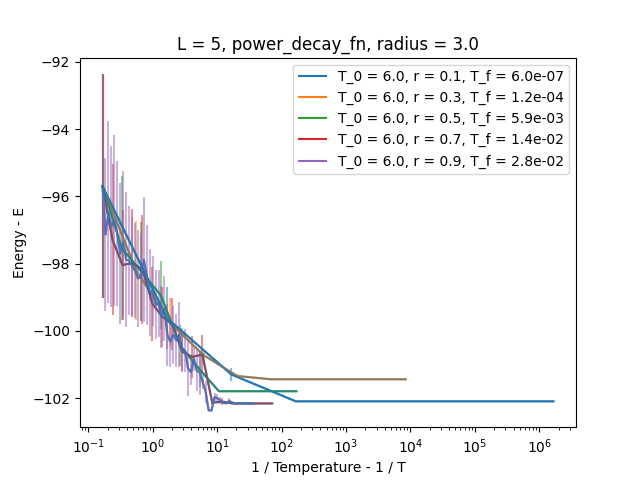 L = 5, power_decay_fn, radius = 3.0
T_0 = 6.0, r = 0.1, T_f = 6.0e-07
T_0 = 6.0, r = 0.3, T_f = 1.2e-04
T_0 = 6.0, r = 0.5, T_f = 5.9e-03
T_0 = 6.0, r = 0.7, T_f = 1.4e-02
T_0 = 6.0, r = 0.9, T_f = 2.8e-02
Energy - E
−92
−94
−96
−98
−100
−102
10⁻¹ 10⁰ 10¹ 10² 10³ 10⁴ 10⁵ 10⁶
1 / Temperature - 1 / T